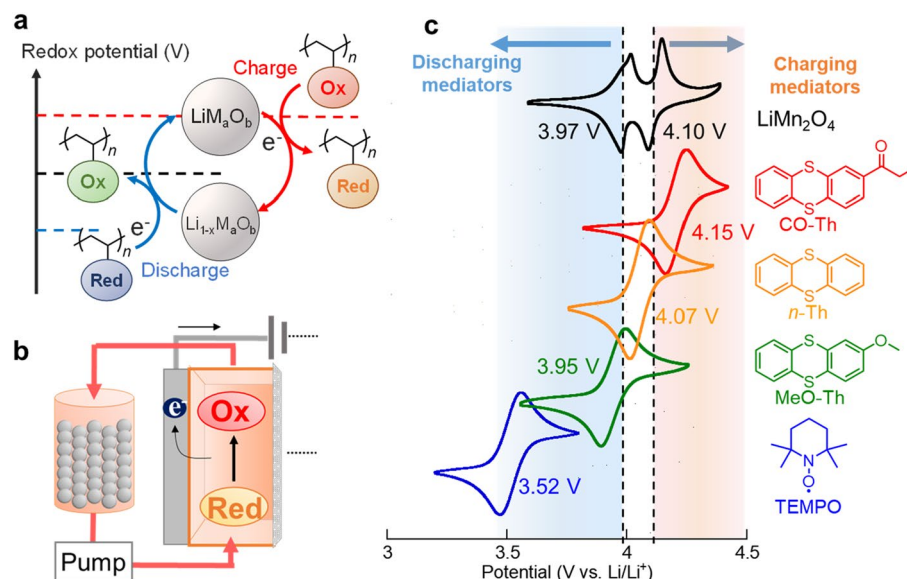 a
Redox potential (V)
n
Charge
n
Ox
LiMₐO_b
e⁻
n
Ox
Red
n
e⁻
Li₁₋ₓMₐO_b
Red
Discharge
b
e⁻
Ox
Red
Pump
c
Discharging
mediators
Charging
mediators
LiMn₂O₄
3.97 V
4.10 V
O
S
S
CO-Th
4.15 V
S
S
n-Th
4.07 V
3.95 V
S
O
S
MeO-Th
N
O•
TEMPO
3.52 V
3
3.5
4
4.5
Potential (V vs. Li/Li⁺)